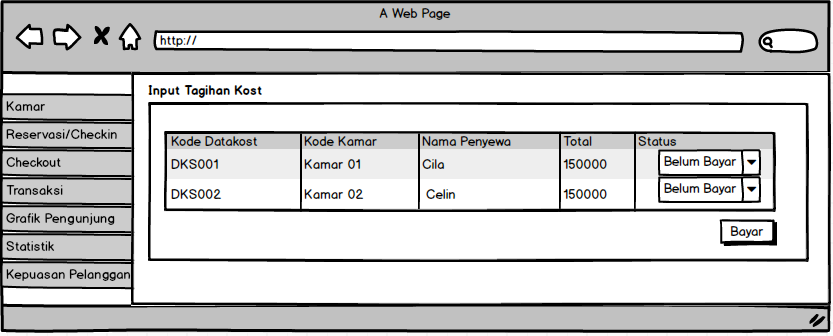 A Web Page
http://
Input Tagihan Kost
Kamar
Reservasi/Checkin
Checkout
Transaksi
Grafik Pengunjung
Statistik
Kepuasan Pelanggan
Kode Datakost Kode Kamar Nama Penyewa Total Status
DKS001 Kamar 01 Cila 150000 Belum Bayar
DKS002 Kamar 02 Celin 150000 Belum Bayar
Bayar